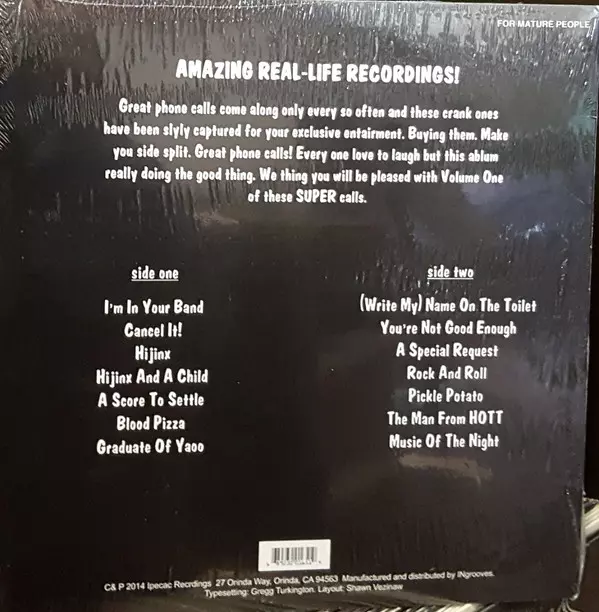 FOR MATURE PEOPLE
AMAZING REAL-LIFE RECORDINGS!
Great phone calls come along only every so often and these crank ones
have been slyly captured for your exclusive entairment. Buying them. Make
you side split. Great phone calls! Every one love to laugh but this ablum
really doing the good thing. We thing you will be pleased with Volume One
of these SUPER calls.
side one
I'm In Your Band
Cancel It!
Hijinx
Hijinx And A Child
A Score To Settle
Blood Pizza
Graduate Of Yaoo
side two
(Write My) Name On The Toilet
You're Not Good Enough
A Special Request
Rock And Roll
Pickle Potato
The Man From HOTT
Music Of The Night
C& P 2014 Ipecac Recrdings 27 Orinda Way, Orinda, CA 94563 Manufactured and distributed by INgrooves.
Typesetting: Gregg Turkington. Layout: Shawn Vezinaw